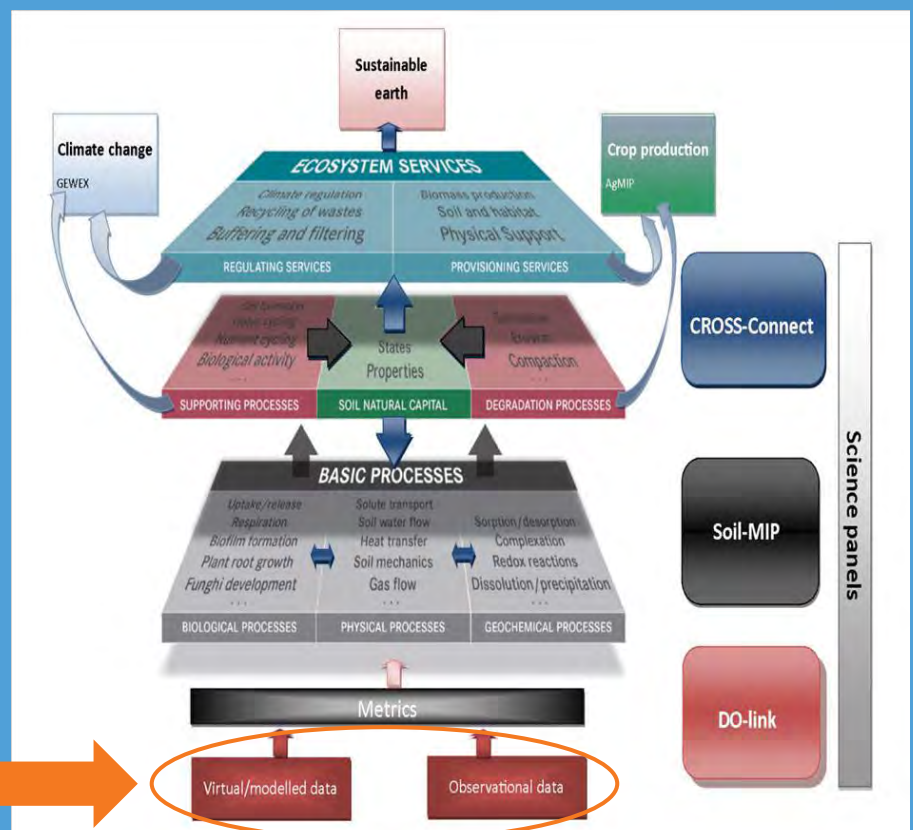 Sustainable
earth
Climate change
GEWEX
Crop production
AgMIP
ECOSYSTEM SERVICES
Climate regulation
Recycling of wastes
Buffering and filtering
Biomass production
Soil and habitat
Physical Support
REGULATING SERVICES
PROVISIONING SERVICES
Nutrient cycling
Biological activity
...
States
Properties
Compaction
...
SUPPORTING PROCESSES
SOIL NATURAL CAPITAL
DEGRADATION PROCESSES
BASIC PROCESSES
Uptake/release
Respiration
Biofilm formation
Plant root growth
Funghi development
...
Solute transport
Soil water flow
Heat transfer
Soil mechanics
Gas flow
...
Sorption/desorption
Complexation
Redox reactions
Dissolution/precipitation
...
BIOLOGICAL PROCESSES
PHYSICAL PROCESSES
GEOCHEMICAL PROCESSES
Metrics
Virtual/modelled data
Observational data
CROSS-Connect
Soil-MIP
DO-link
Science panels